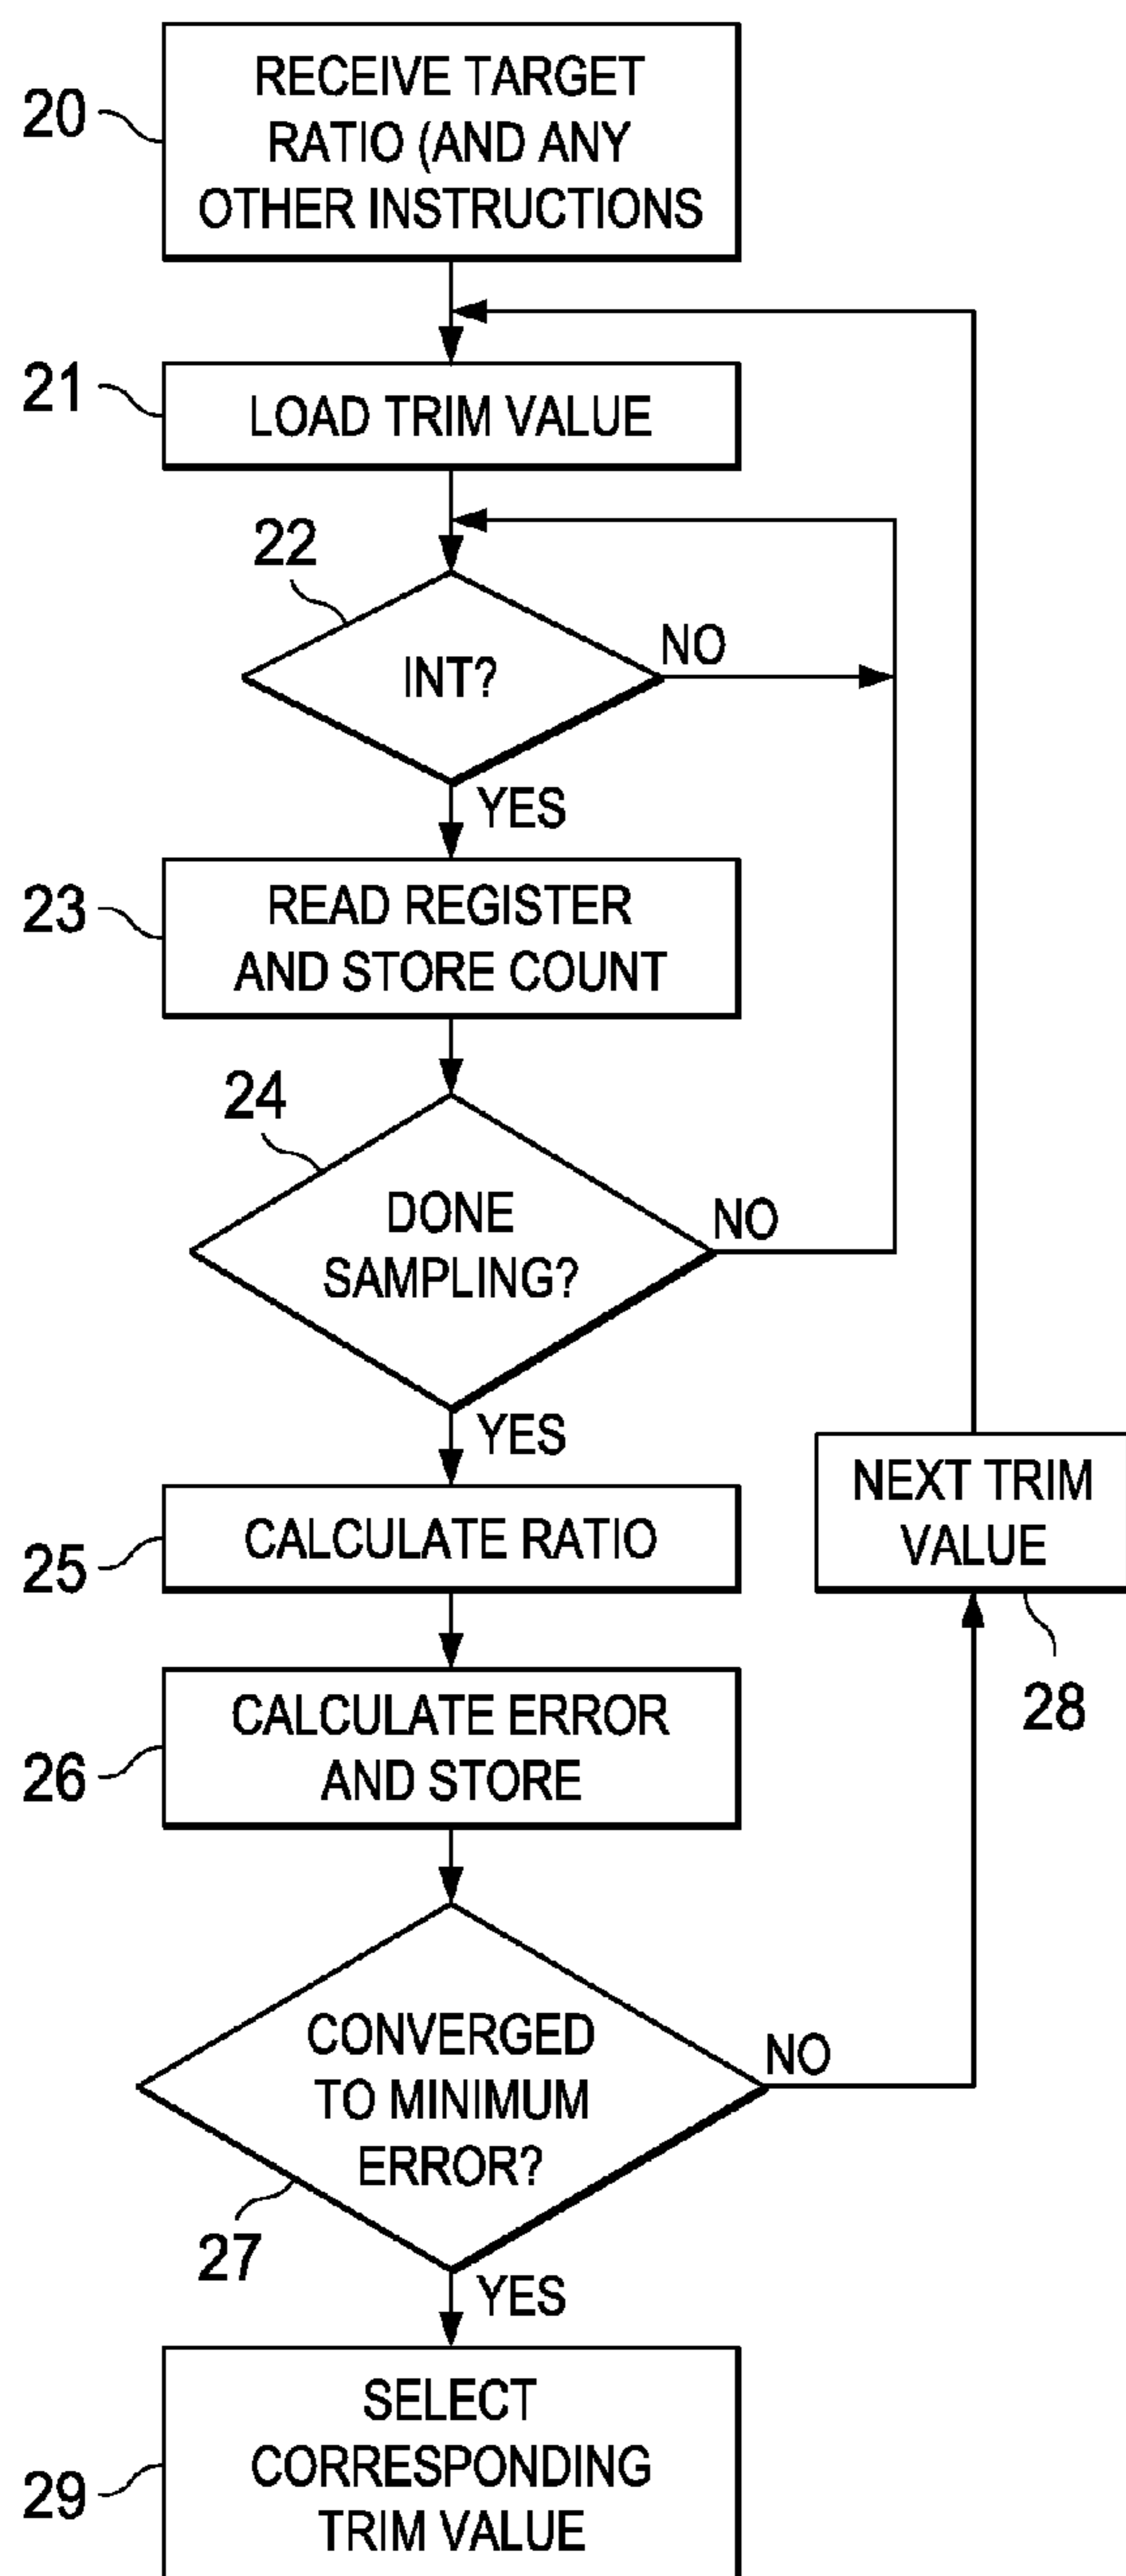 20
RECEIVE TARGET
RATIO (AND ANY
OTHER INSTRUCTIONS
21
LOAD TRIM VALUE
22
INT?
NO
YES
23
READ REGISTER
AND STORE COUNT
24
DONE
SAMPLING?
NO
YES
25
CALCULATE RATIO
NEXT TRIM
VALUE
28
26
CALCULATE ERROR
AND STORE
CONVERGED
TO MINIMUM
ERROR?
NO
27
YES
29
SELECT
CORRESPONDING
TRIM VALUE